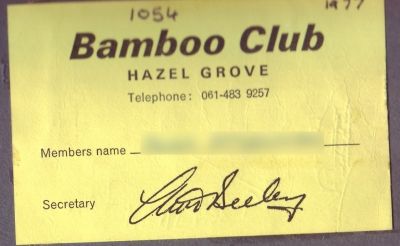 1054 1977
Bamboo Club
HAZEL GROVE
Telephone: 061-483 9257
Members name
Secretary